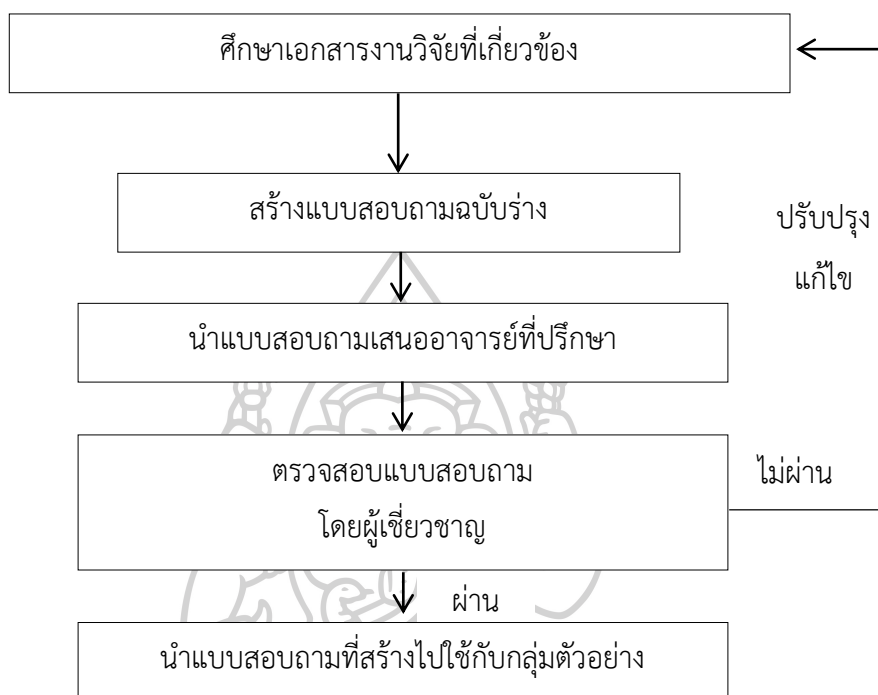 ศึกษาเอกสารงานวิจัยที่เกี่ยวข้อง
สร้างแบบสอบถามฉบับร่าง
ปรับปรุง
แก้ไข
นำแบบสอบถามเสนออาจารย์ที่ปรึกษา
ตรวจสอบแบบสอบถาม
โดยผู้เชี่ยวชาญ
ไม่ผ่าน
ผ่าน
นำแบบสอบถามที่สร้างไปใช้กับกลุ่มตัวอย่าง